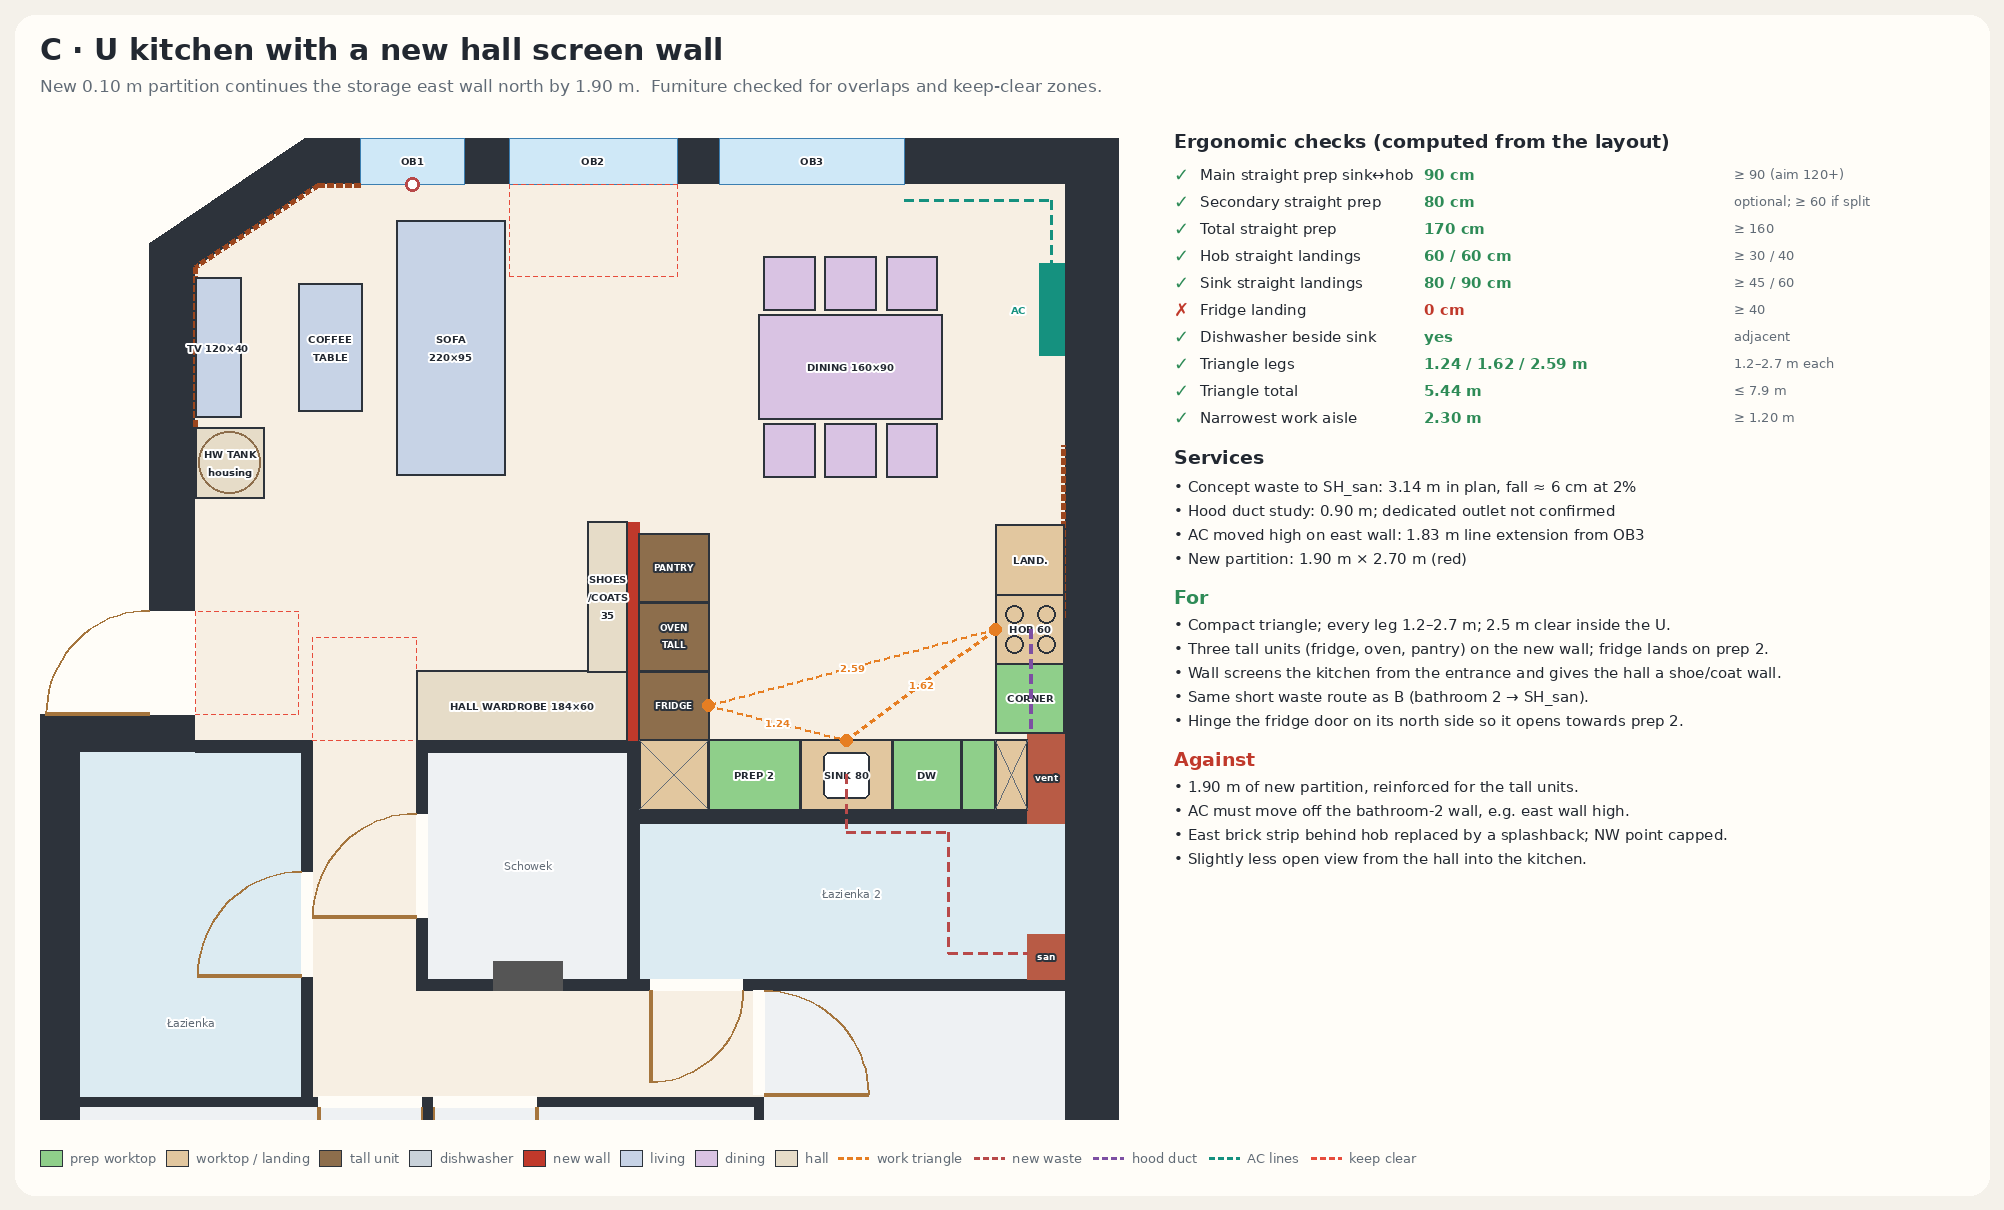 C · U kitchen with a new hall screen wall
New 0.10 m partition continues the storage east wall north by 1.90 m. Furniture checked for overlaps and keep-clear zones.
OB1
OB2
OB3
AC
TV 120×40
COFFEE
TABLE
SOFA
220×95
DINING 160×90
HW TANK
housing
SHOES
/COATS
35
PANTRY
OVEN
TALL
FRIDGE
HALL WARDROBE 184×60
LAND.
HOB 60
CORNER
2.59
1.62
1.24
PREP 2
SINK 80
DW
vent
Schowek
Łazienka 2
san
Łazienka
Ergonomic checks (computed from the layout)
✓ Main straight prep sink↔hob 90 cm ≥ 90 (aim 120+)
✓ Secondary straight prep 80 cm optional; ≥ 60 if split
✓ Total straight prep 170 cm ≥ 160
✓ Hob straight landings 60 / 60 cm ≥ 30 / 40
✓ Sink straight landings 80 / 90 cm ≥ 45 / 60
✗ Fridge landing 0 cm ≥ 40
✓ Dishwasher beside sink yes adjacent
✓ Triangle legs 1.24 / 1.62 / 2.59 m 1.2–2.7 m each
✓ Triangle total 5.44 m ≤ 7.9 m
✓ Narrowest work aisle 2.30 m ≥ 1.20 m
Services
• Concept waste to SH_san: 3.14 m in plan, fall ≈ 6 cm at 2%
• Hood duct study: 0.90 m; dedicated outlet not confirmed
• AC moved high on east wall: 1.83 m line extension from OB3
• New partition: 1.90 m × 2.70 m (red)
For
• Compact triangle; every leg 1.2–2.7 m; 2.5 m clear inside the U.
• Three tall units (fridge, oven, pantry) on the new wall; fridge lands on prep 2.
• Wall screens the kitchen from the entrance and gives the hall a shoe/coat wall.
• Same short waste route as B (bathroom 2 → SH_san).
• Hinge the fridge door on its north side so it opens towards prep 2.
Against
• 1.90 m of new partition, reinforced for the tall units.
• AC must move off the bathroom-2 wall, e.g. east wall high.
• East brick strip behind hob replaced by a splashback; NW point capped.
• Slightly less open view from the hall into the kitchen.
prep worktop worktop / landing tall unit dishwasher new wall living dining hall work triangle new waste hood duct AC lines keep clear